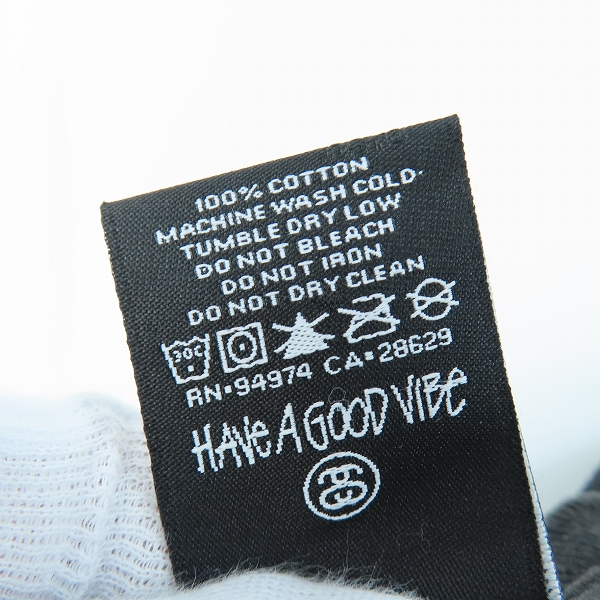 100% COTTON
MACHINE WASH COLD
TUMBLE DRY LOW
DO NOT BLEACH
DO NOT IRON
DO NOT DRY CLEAN
30C
RN•94974 CA•28629
HAVE A GOOD VIBE